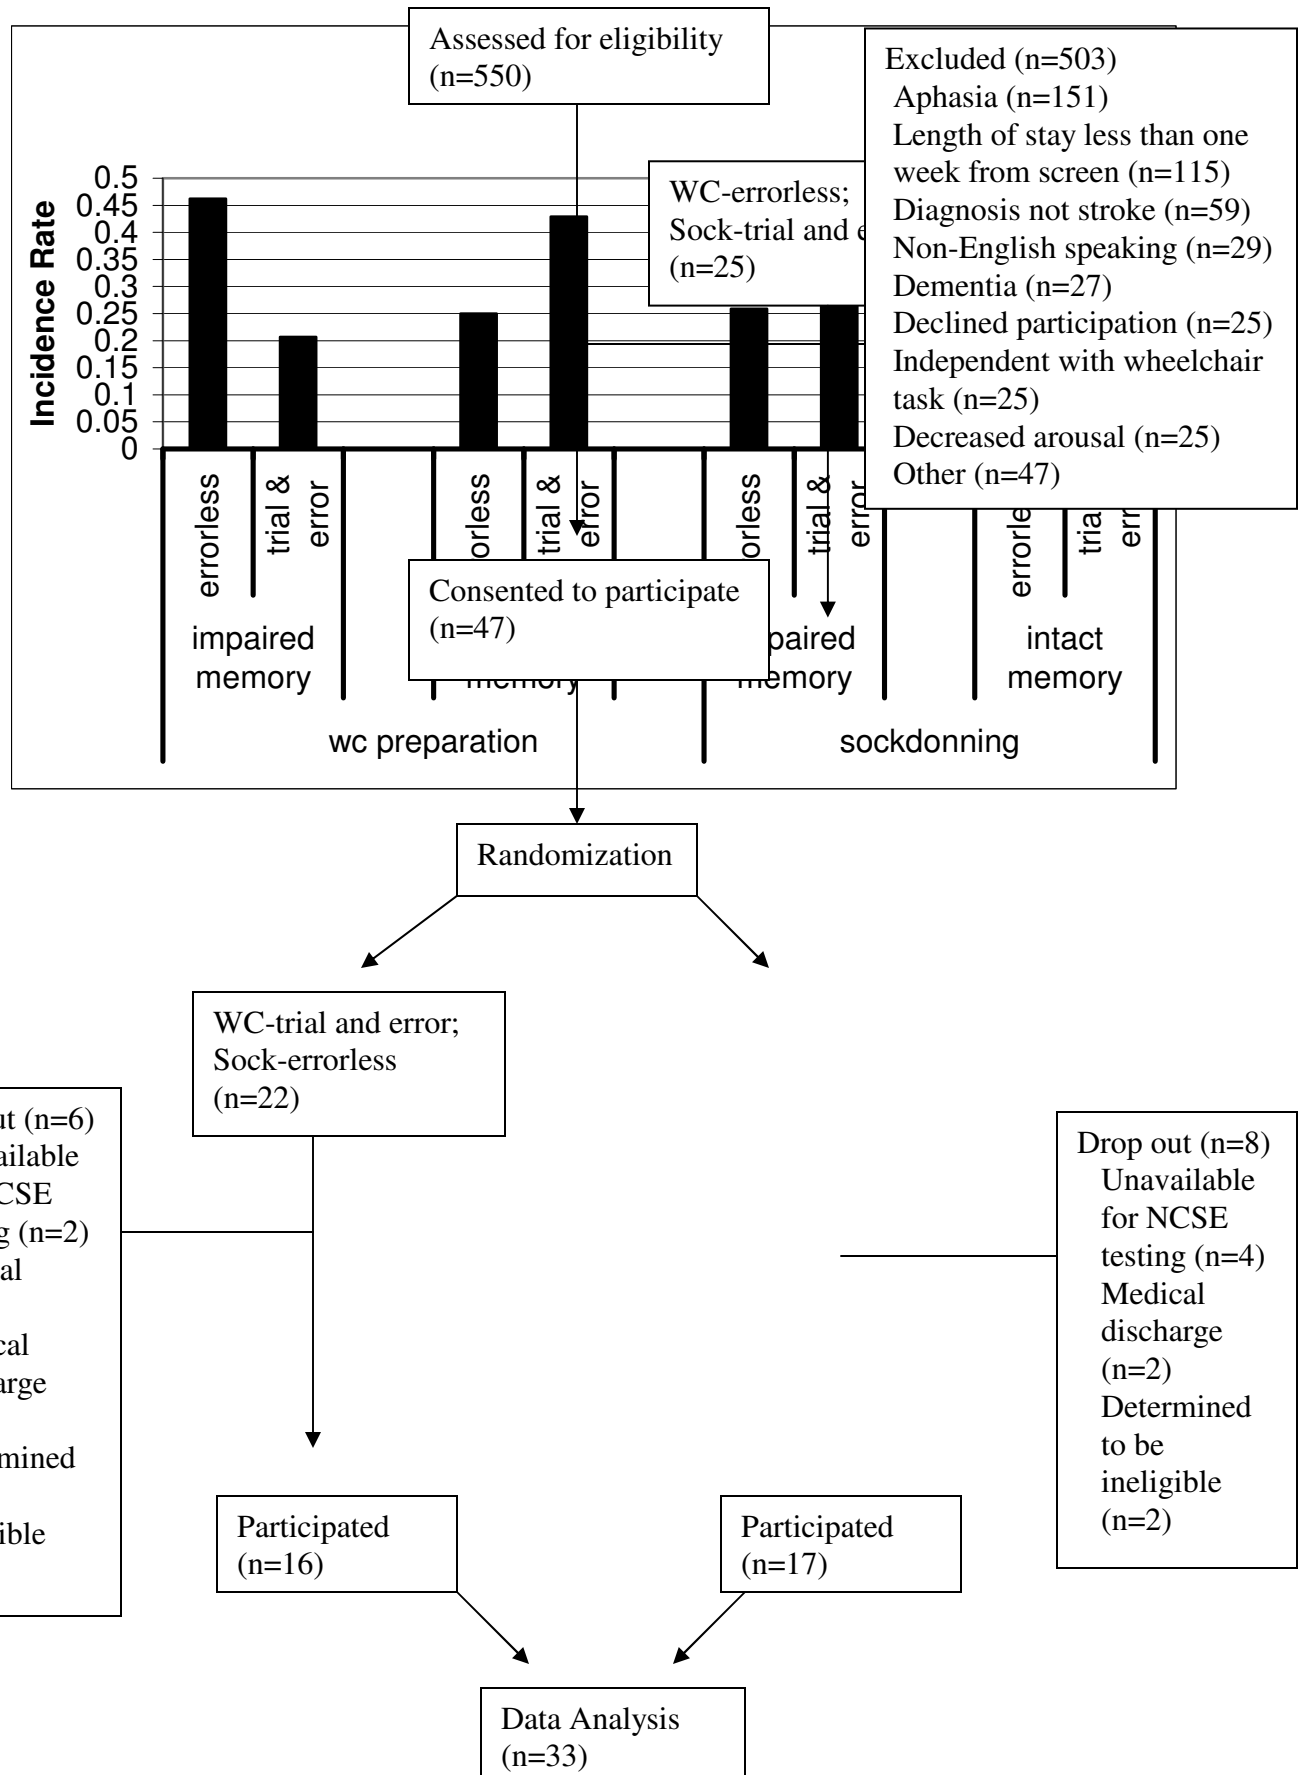 Assessed for eligibility
(n=550)
Excluded (n=503)
Aphasia (n=151)
Length of stay less than one
week from screen (n=115)
Diagnosis not stroke (n=59)
Non-English speaking (n=29)
Dementia (n=27)
Declined participation (n=25)
Independent with wheelchair
task (n=25)
Decreased arousal (n=25)
Other (n=47)
WC-errorless;
Sock-trial and
(n=25)
Incidence Rate
0.5
0.45
0.4
0.35
0.3
0.25
0.2
0.15
0.1
0.05
0
errorless
trial &
error
trial &
error
trial &
error
impaired
memory
memory
memory
intact
memory
wc preparation
sockdonning
Consented to participate
(n=47)
Randomization
WC-trial and error;
Sock-errorless
(n=22)
(n=6)
(n=2)
Drop out (n=8)
Unavailable
for NCSE
testing (n=4)
Medical
discharge
(n=2)
Determined
to be
ineligible
(n=2)
Participated
(n=16)
Participated
(n=17)
Data Analysis
(n=33)